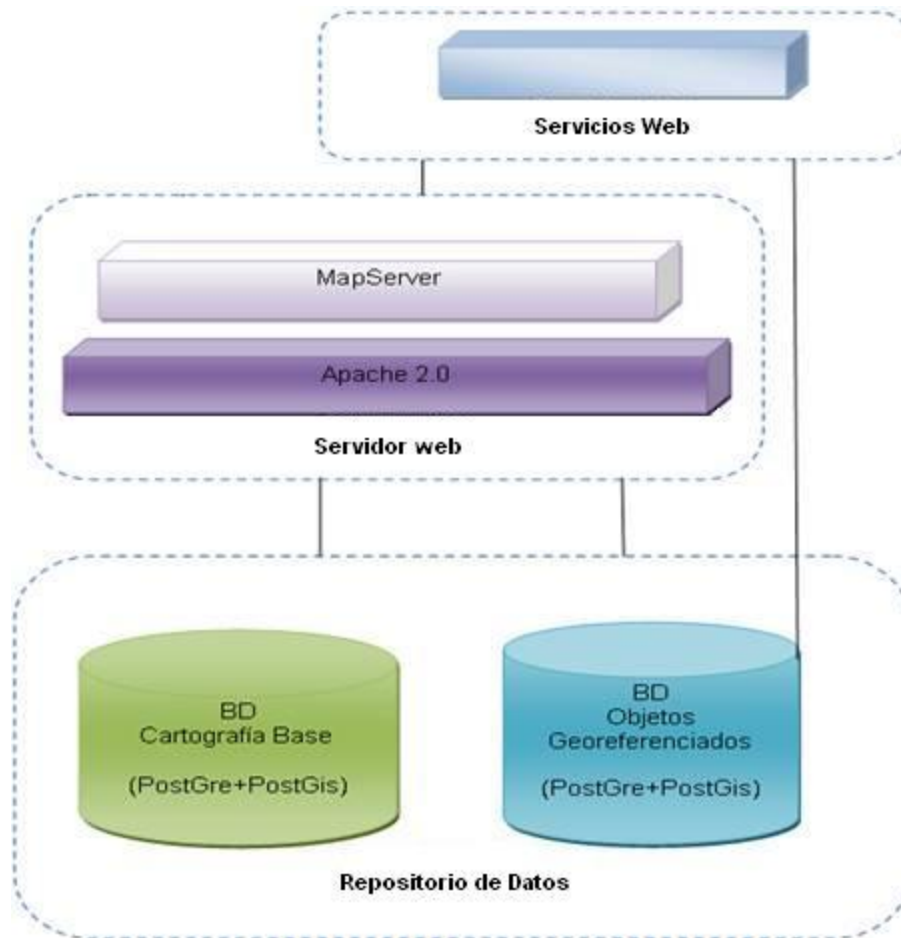 Servicios Web
MapServer
Apache 2.0
Servidor web
BD
Cartografía Base
(PostGre+PostGis)
BD
Objetos
Georeferenciados
(PostGre+PostGis)
Repositorio de Datos